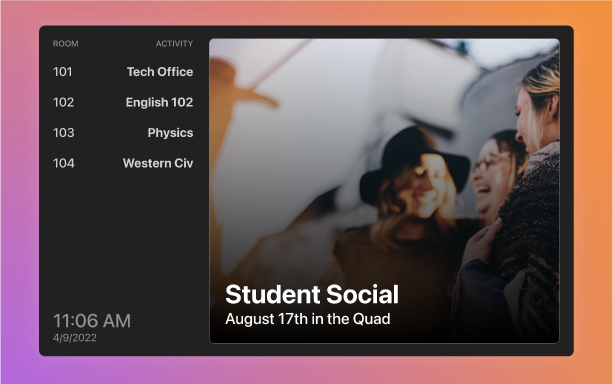 ROOM ACTIVITY
101 Tech Office
102 English 102
103 Physics
104 Western Civ
11:06 AM
4/9/2022
Student Social
August 17th in the Quad